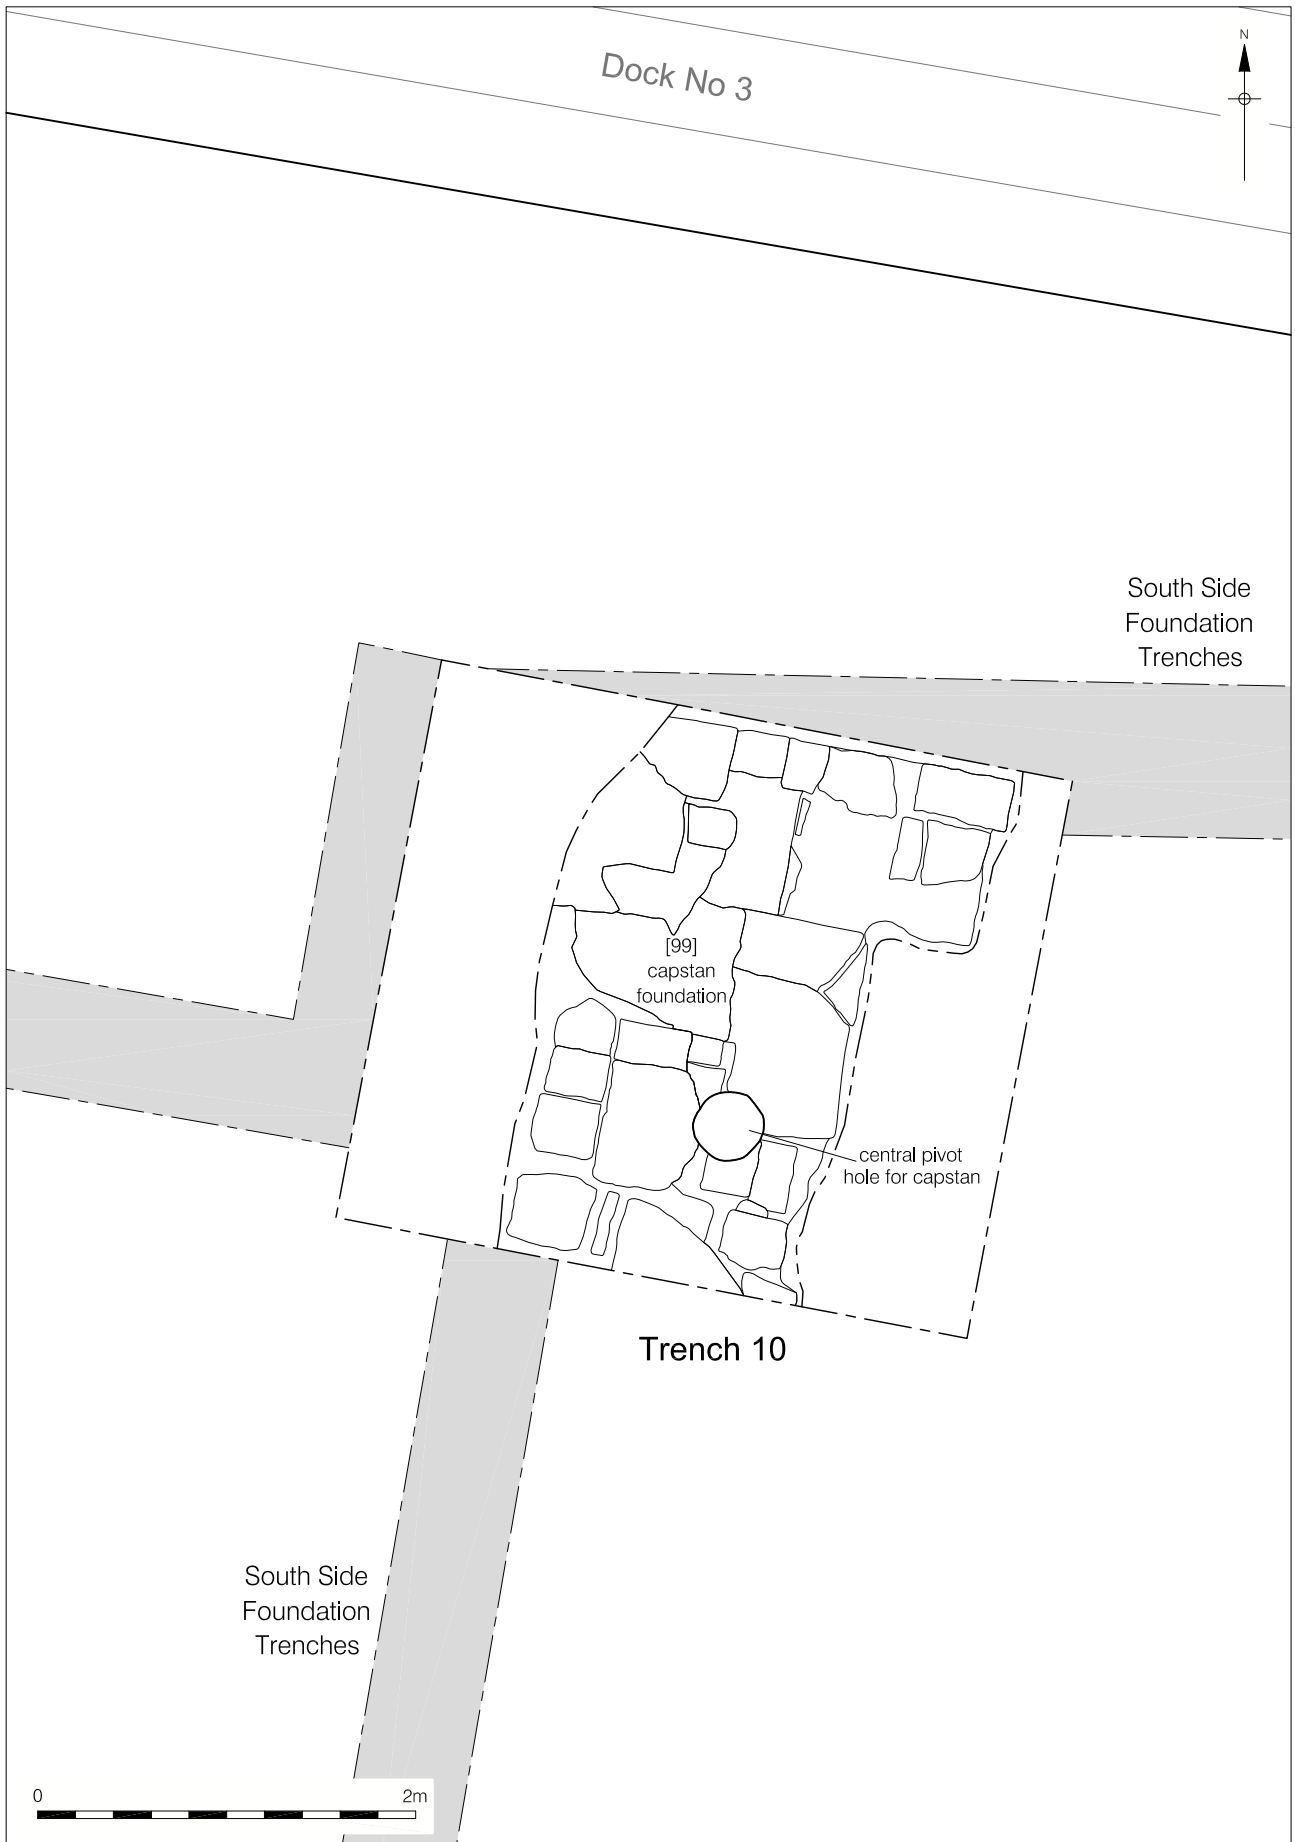 Dock No 3
N
South Side
Foundation
Trenches
[99]
capstan
foundation
central pivot
hole for capstan
Trench 10
South Side
Foundation
Trenches
0
2m